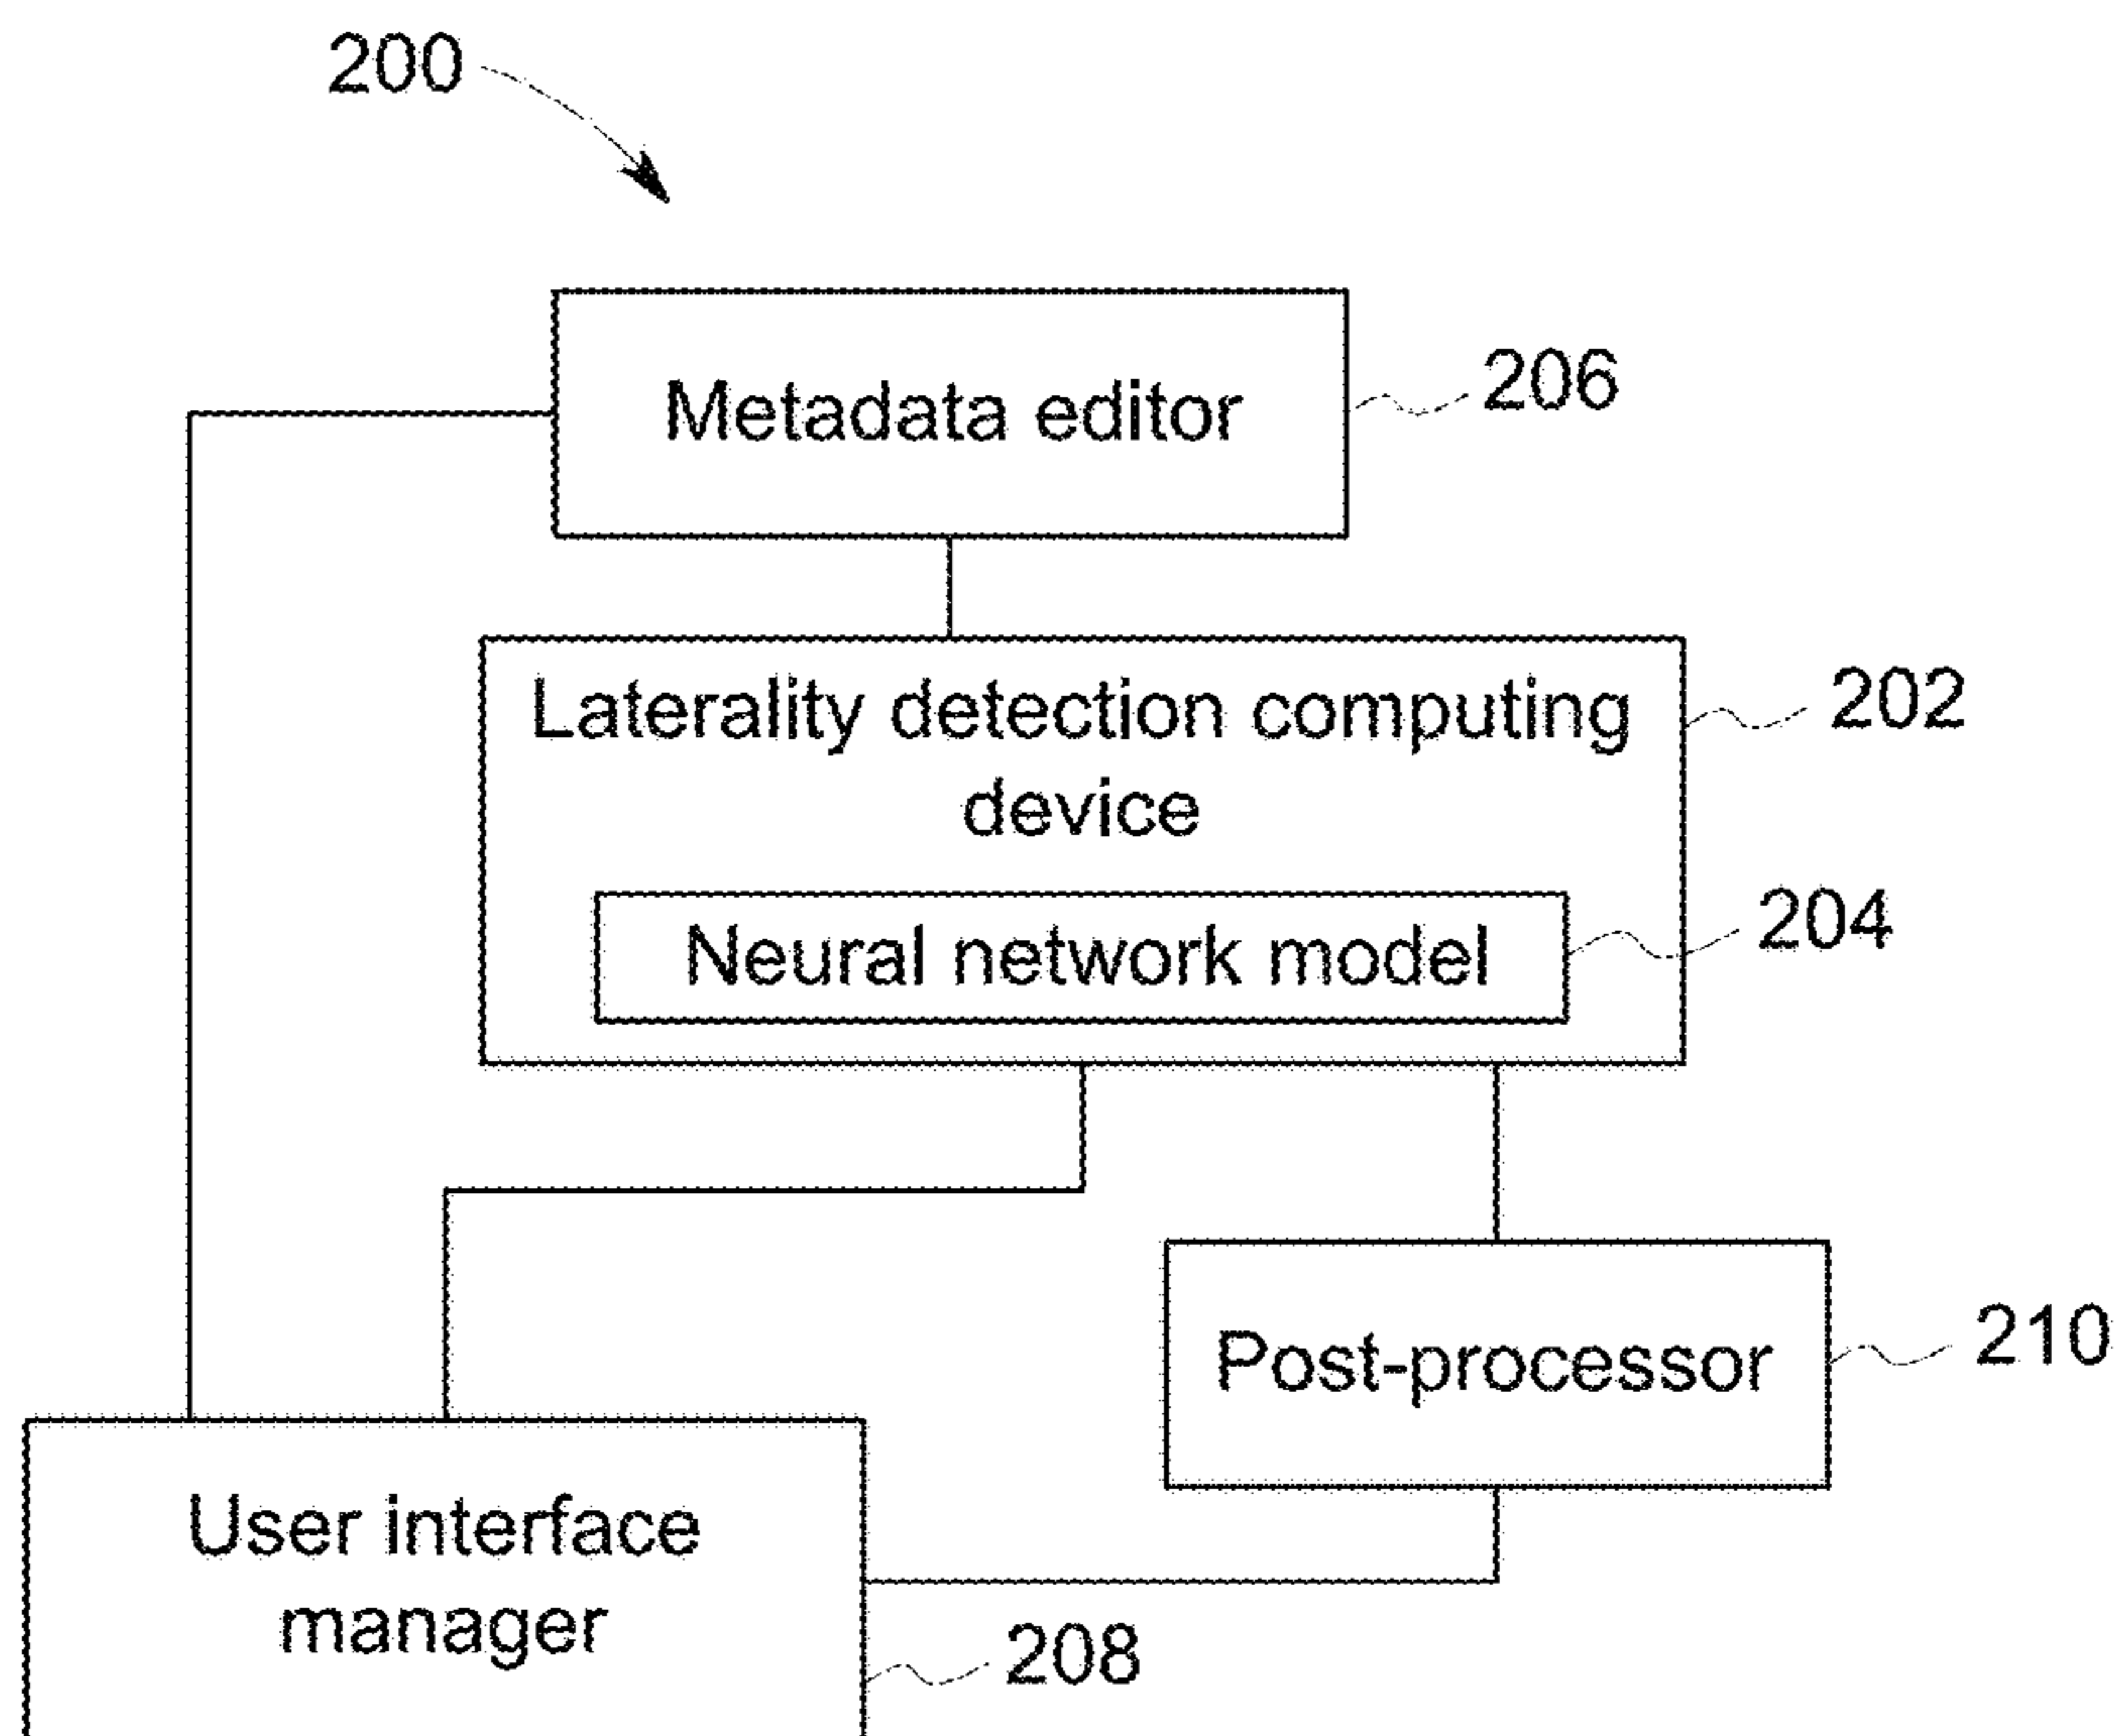 200
Metadata editor
206
Laterality detection computing
device
202
Neural network model
204
Post-processor
210
User interface
manager
208